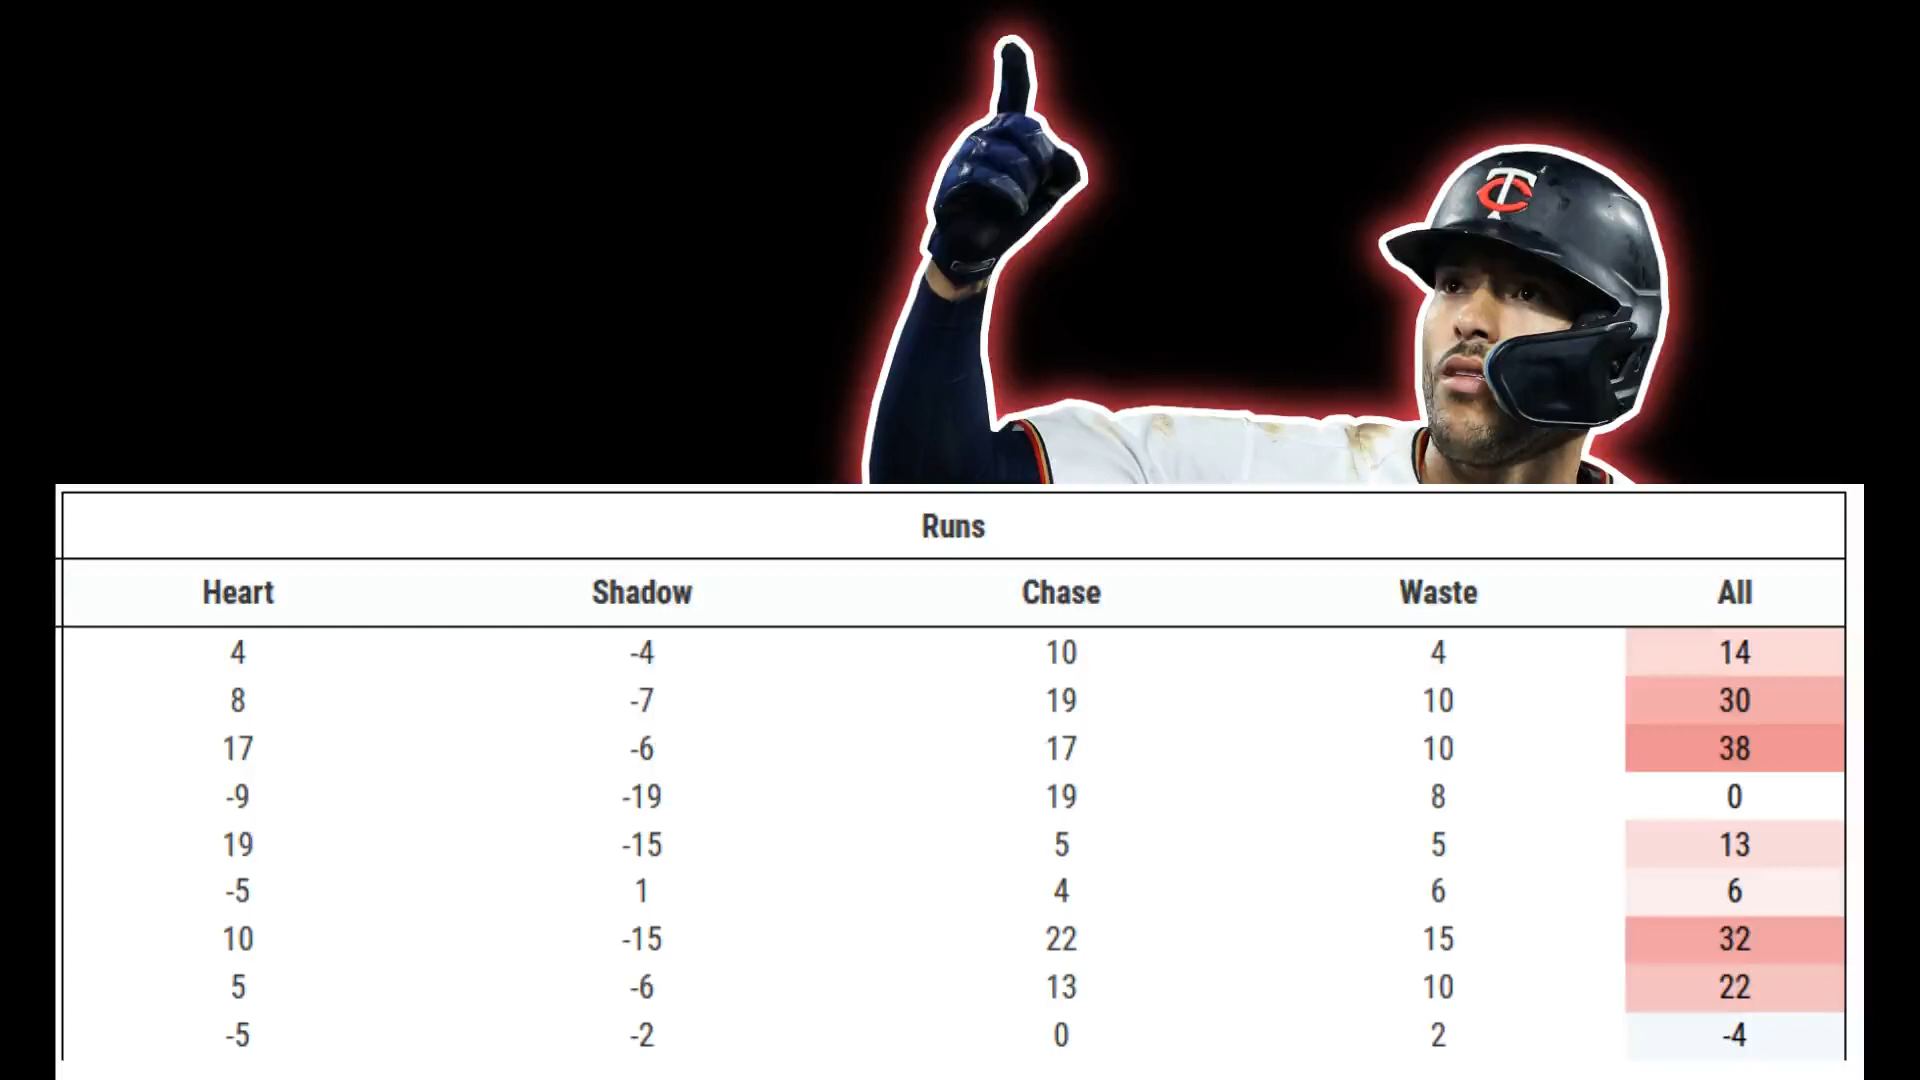 TC
Runs
Heart Shadow Chase Waste All
4 -4 10 4 14
8 -7 19 10 30
17 -6 17 10 38
-9 -19 19 8 0
19 -15 5 5 13
-5 1 4 6 6
10 -15 22 15 32
5 -6 13 10 22
-5 -2 0 2 -4